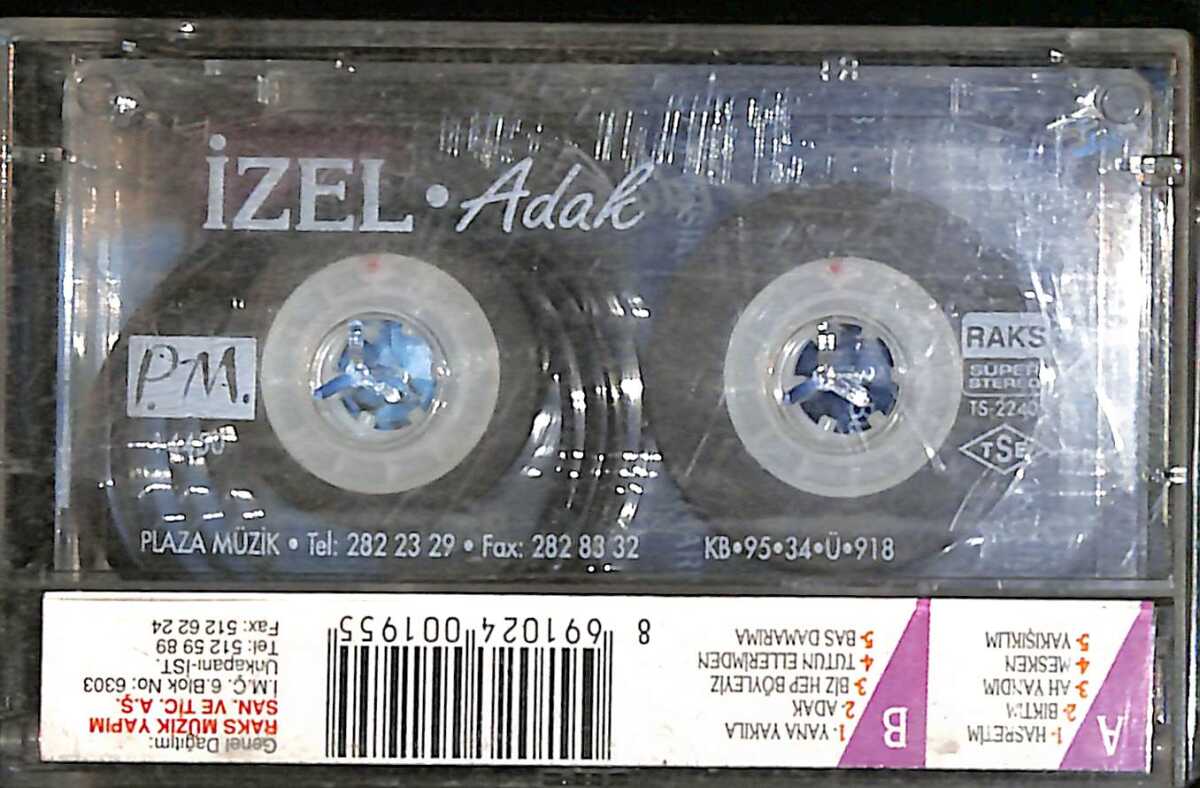 İZEL • Adak
P.M.
RAKS
SÜPER
STEREO
TS-2240
TSE
PLAZA MÜZİK • Tel: 282 23 29 • Fax: 282 83 32
KB•95•34•Ü•918
A
1- HASRETİM
2- BIKTIM
3- AH YANDIM
4- MESKEN
5- YAKIŞIKLIM
B
1- YANA YAKILA
2- ADAK
3- BİZ HEP BÖYLEYİZ
4- TUTUN ELLERİMDEN
5- BAS DAMARIMA
8 691024 001955
Genel Dağıtım:
RAKS MÜZİK YAPIM
SAN. VE TİC. A.Ş.
İ.M.Ç. 6.Blok No: 6303
Unkapanı-İST.
Tel: 512 59 89
Fax: 512 62 24